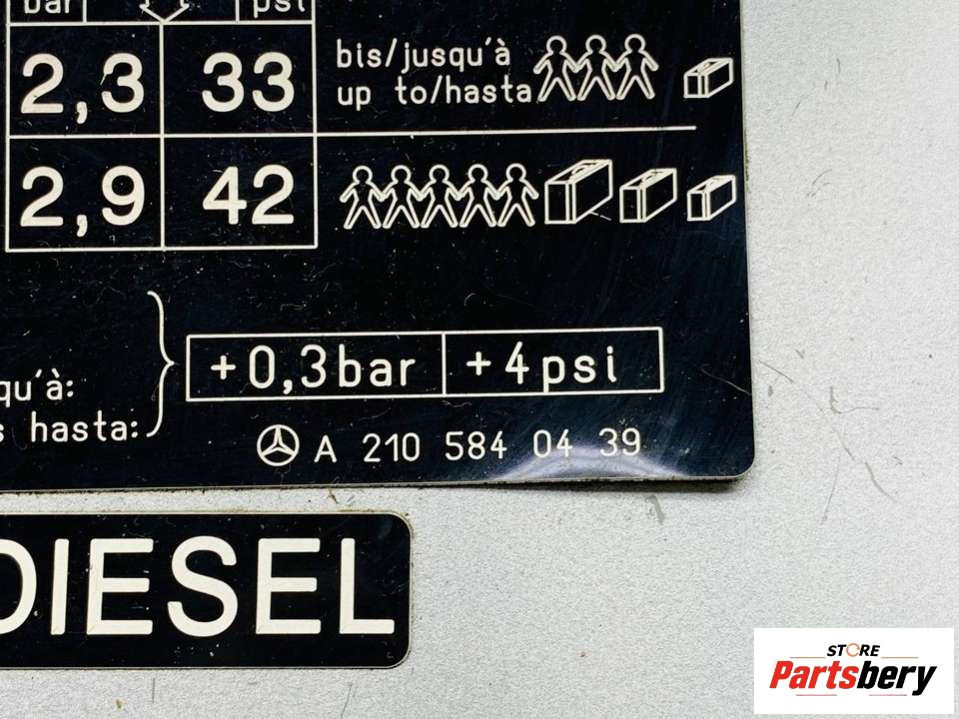 bar psi
2,3 33 bis/jusqu'à
up to/hasta
2,9 42
+0,3bar +4psi
qu'à:
s hasta:
A 210 584 04 39
DIESEL
STORE
Partsbery